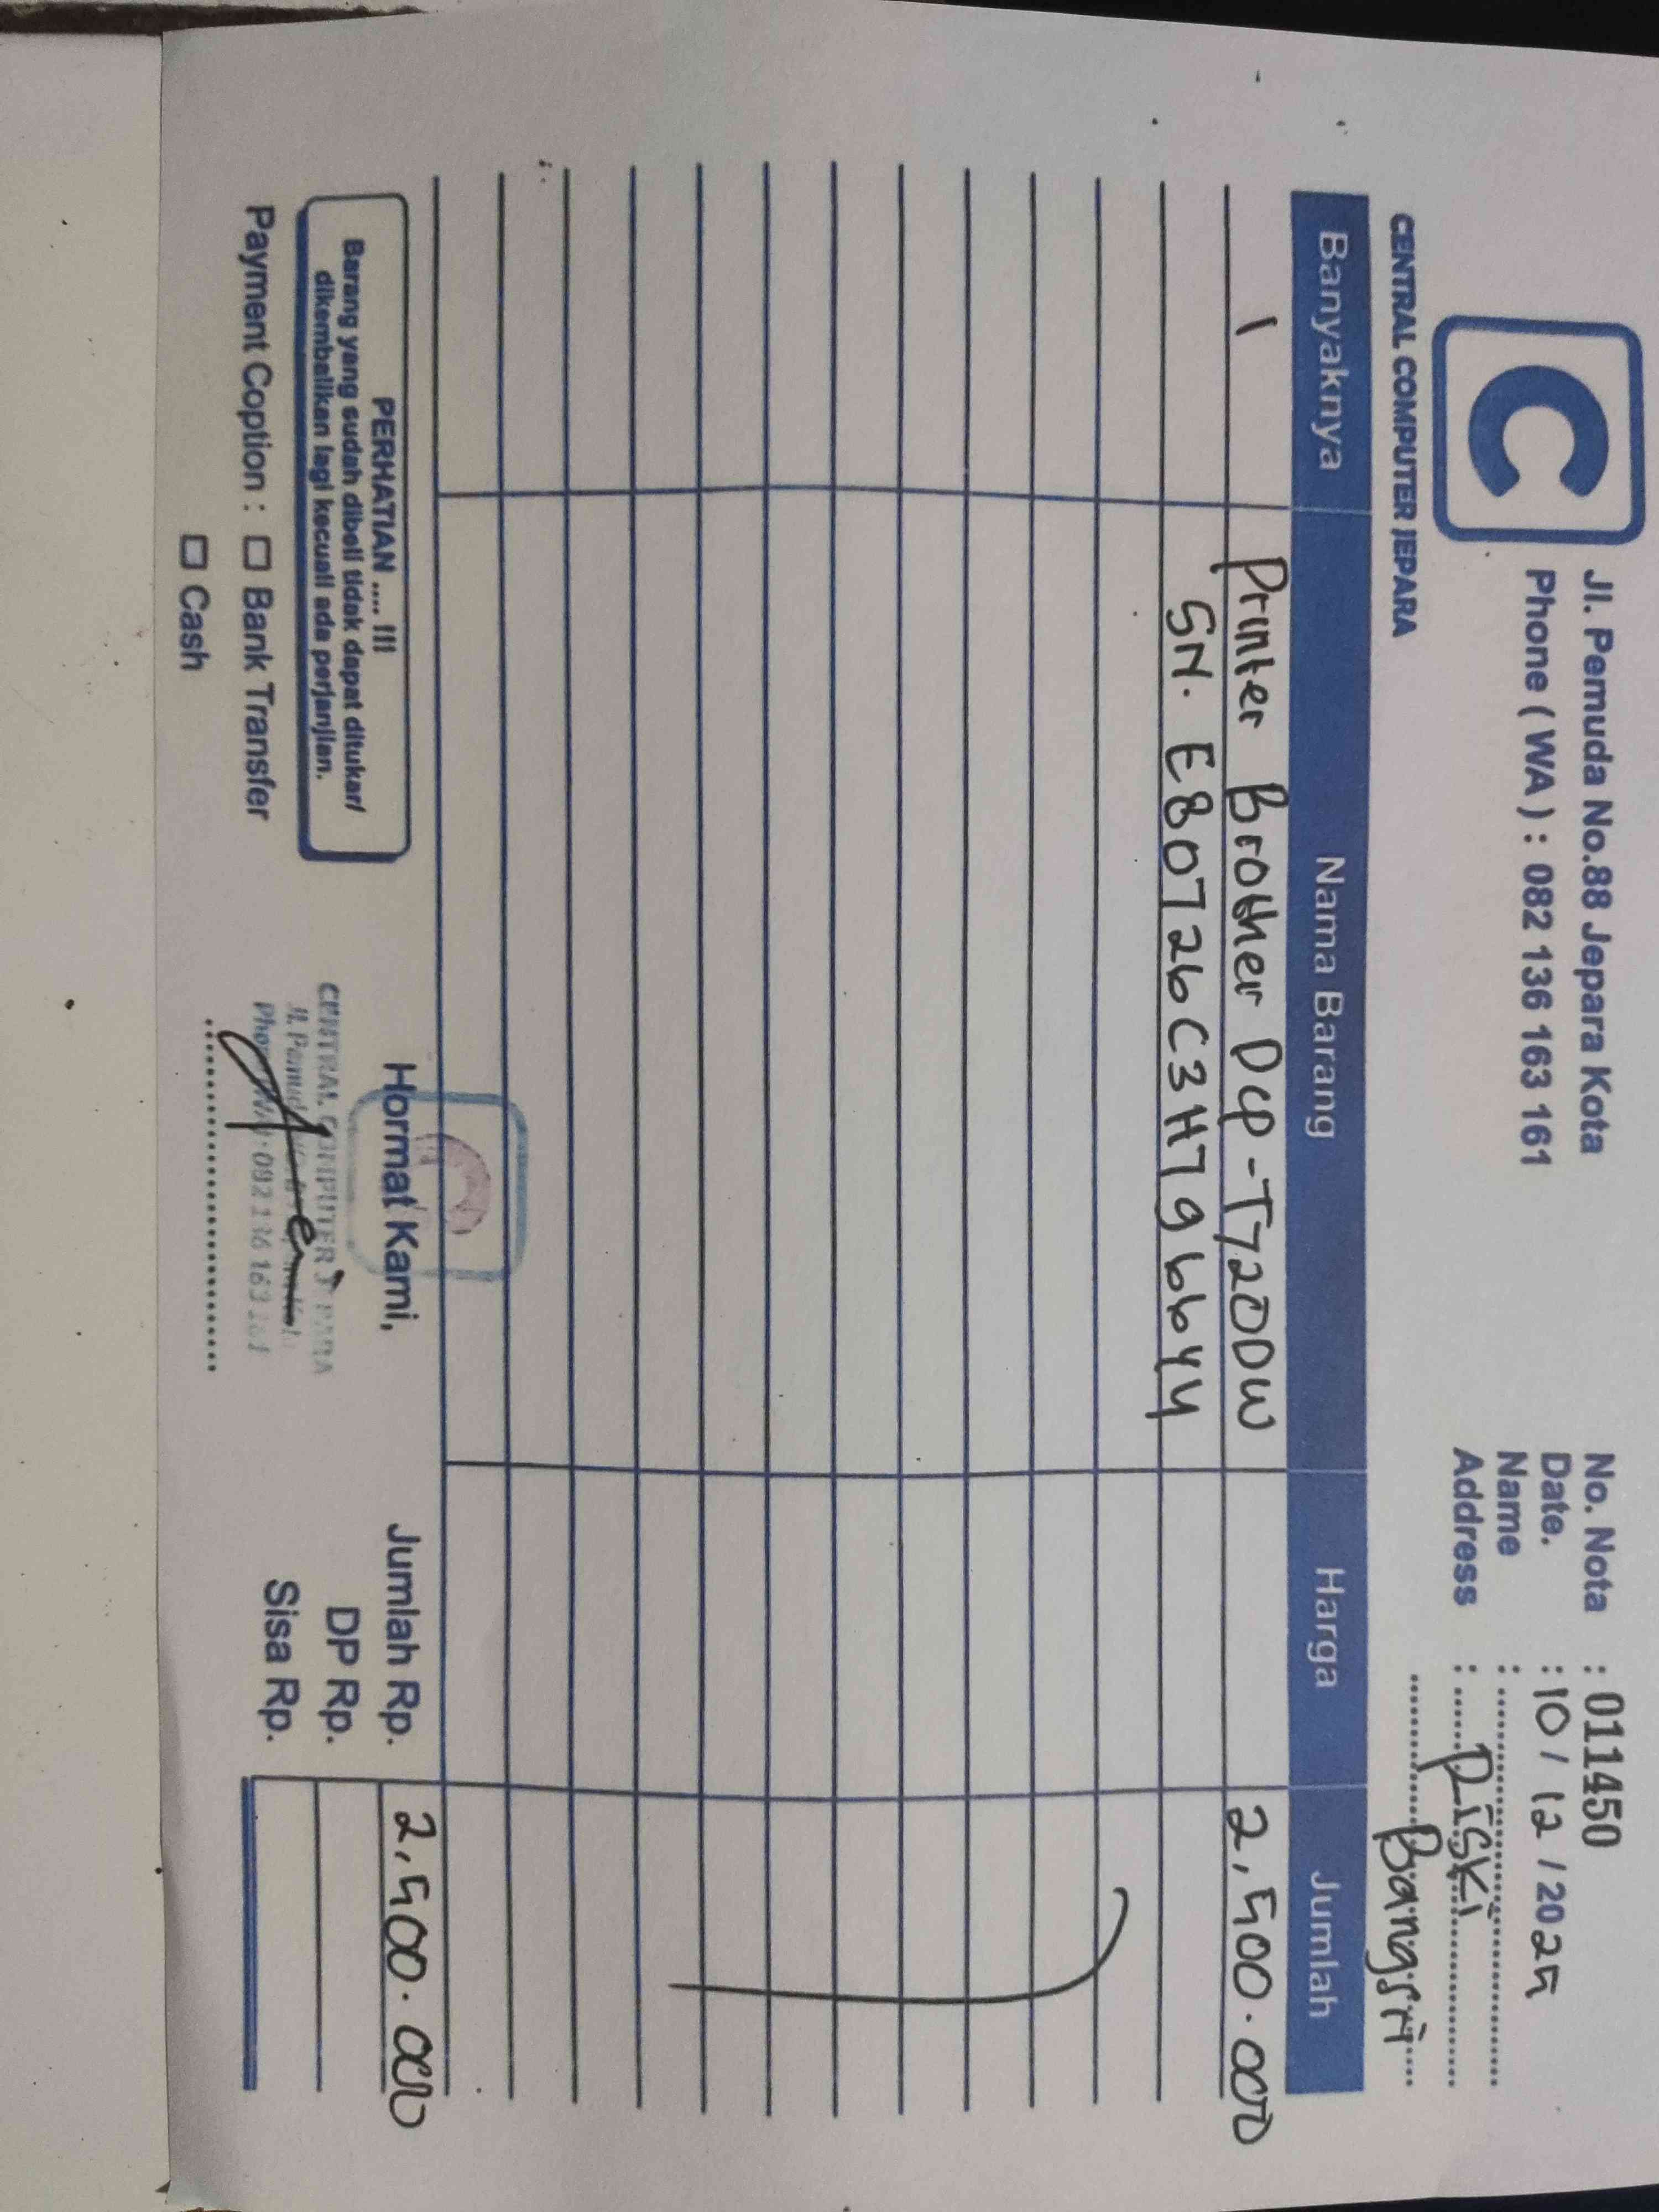 C
CENTRAL COMPUTER JEPARA
Jl. Pemuda No.88 Jepara Kota
Phone ( WA ) : 082 136 163 161
No. Nota : 011450
Date. : 10 / 12 / 2025
Name :
Address : Riski
Bangsri
Banyaknya Nama Barang Harga Jumlah
1 Printer Brother Dcp-T720DW 2,500.000
SN. E80726C3H796644
PERHATIAN .... !!!
Barang yang sudah dibeli tidak dapat ditukar/
dikembalikan lagi kecuali ada perjanjian.
Payment Coption : Bank Transfer
Cash
Hormat Kami,
CENTRAL COMPUTER JEPARA
Jumlah Rp. 2,500.000
DP Rp.
Sisa Rp.